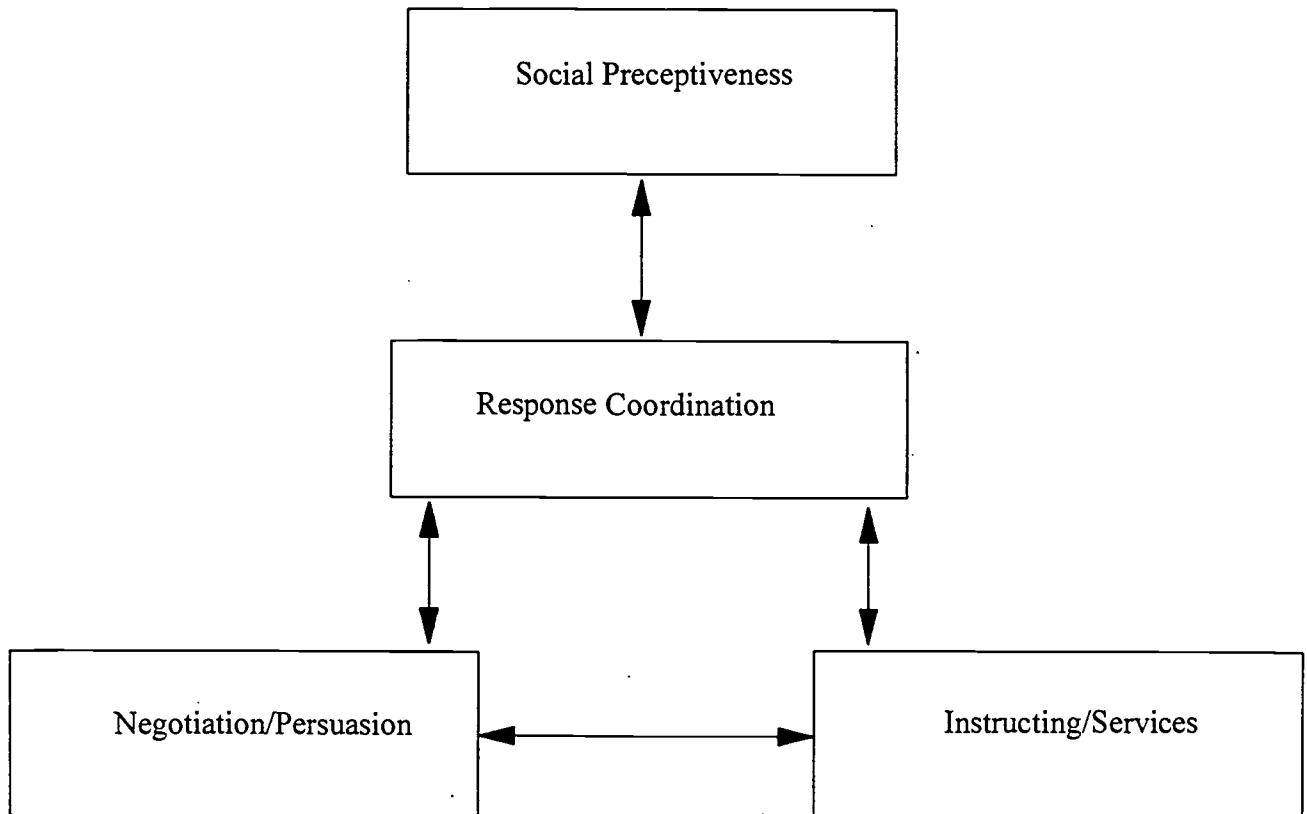 Social Preceptiveness
Response Coordination
Negotiation/Persuasion
Instructing/Services